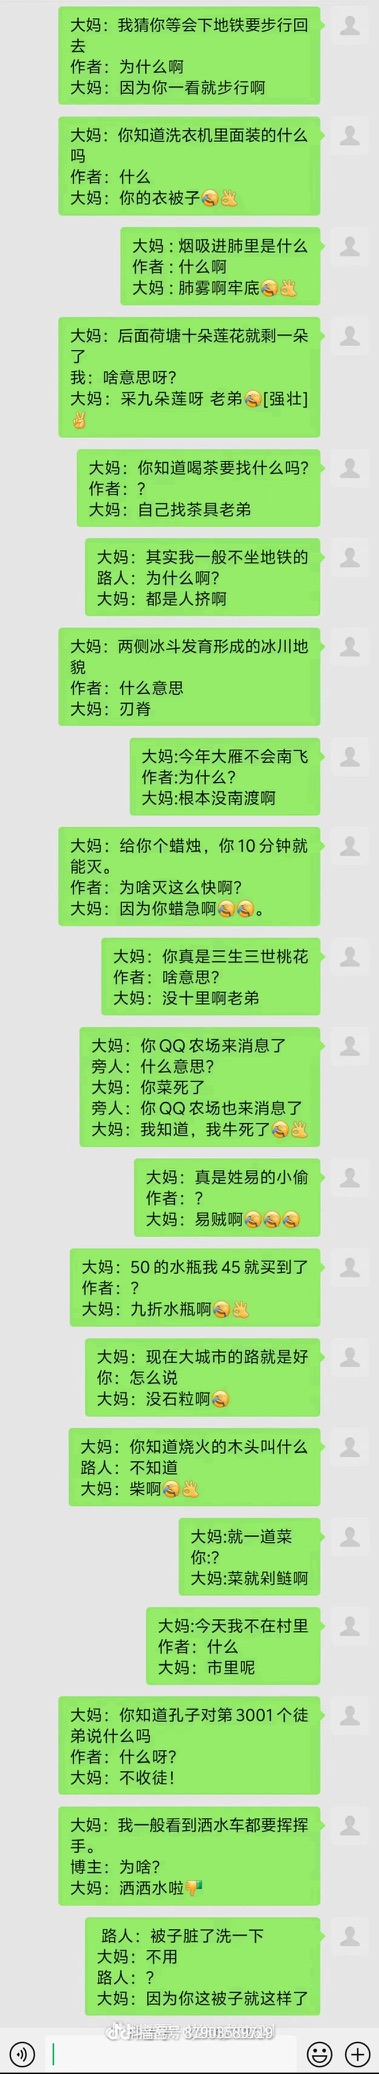 大妈：我猜你等会下地铁要步行回
去
作者：为什么啊
大妈：因为你一看就步行啊
大妈：你知道洗衣机里面装的什么
吗
作者：什么
大妈：你的衣被子🤣👌
大妈：烟吸进肺里是什么
作者：什么啊
大妈：肺雾啊牢底🤣👌
大妈：后面荷塘十朵莲花就剩一朵
了
我：啥意思呀？
大妈：采九朵莲呀 老弟🤣[强壮]
✌
大妈：你知道喝茶要找什么吗？
作者：？
大妈：自己找茶具老弟
大妈：其实我一般不坐地铁的
路人：为什么啊？
大妈：都是人挤啊
大妈：两侧冰斗发育形成的冰川地
貌
作者：什么意思
大妈：刃脊
大妈:今年大雁不会南飞
作者:为什么？
大妈:根本没南渡啊
大妈：给你个蜡烛，你10分钟就
能灭。
作者：为啥灭这么快啊？
大妈：因为你蜡急啊🤣🤣。
大妈：你真是三生三世桃花
作者：啥意思？
大妈：没十里啊老弟
大妈：你QQ农场来消息了
旁人：什么意思？
大妈：你菜死了
旁人：你QQ农场也来消息了
大妈：我知道，我牛死了🤣👌
大妈：真是姓易的小偷
作者：？
大妈：易贼啊🤣🤣🤣
大妈：50的水瓶我45就买到了
作者：？
大妈：九折水瓶啊🤣👌
大妈：现在大城市的路就是好
你：怎么说
大妈：没石粒啊🤣
大妈：你知道烧火的木头叫什么
路人：不知道
大妈：柴啊🤣👌
大妈:就一道菜
你:?
大妈:菜就剁鲢啊
大妈:今天我不在村里
作者：什么
大妈：市里呢
大妈：你知道孔子对第3001个徒
弟说什么吗
作者：什么呀？
大妈：不收徒！
大妈：我一般看到洒水车都要挥挥
手。
博主：为啥？
大妈：洒洒水啦👎
路人：被子脏了洗一下
大妈：不用
路人：？
大妈：因为你这被子就这样了